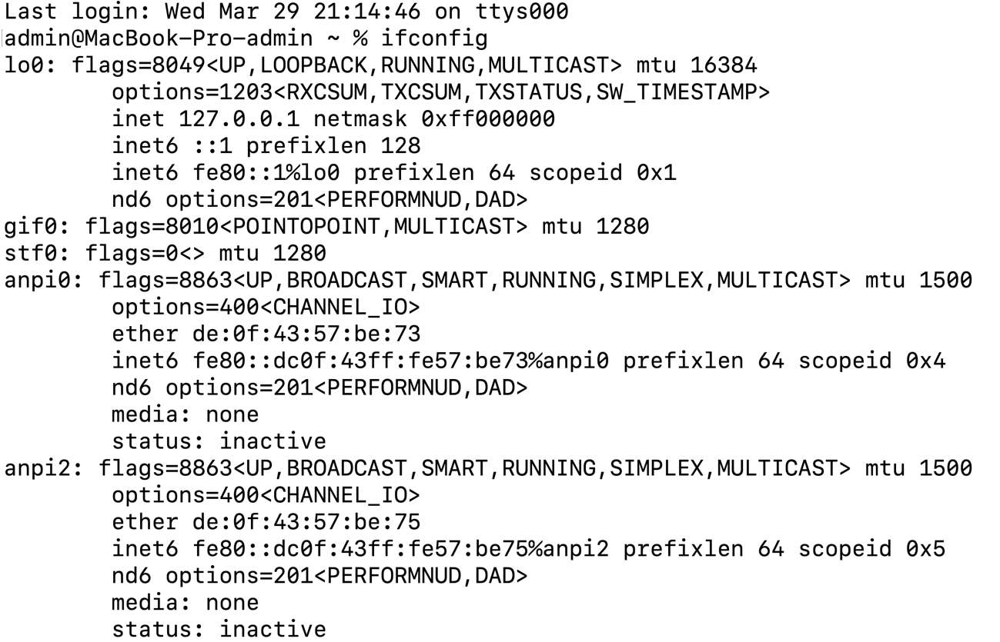 Last login: Wed Mar 29 21:14:46 on ttys000
admin@MacBook-Pro-admin ~ % ifconfig
lo0: flags=8049<UP,LOOPBACK,RUNNING,MULTICAST> mtu 16384
        options=1203<RXCSUM,TXCSUM,TXSTATUS,SW_TIMESTAMP>
        inet 127.0.0.1 netmask 0xff000000
        inet6 ::1 prefixlen 128
        inet6 fe80::1%lo0 prefixlen 64 scopeid 0x1
        nd6 options=201<PERFORMNUD,DAD>
gif0: flags=8010<POINTOPOINT,MULTICAST> mtu 1280
stf0: flags=0<> mtu 1280
anpi0: flags=8863<UP,BROADCAST,SMART,RUNNING,SIMPLEX,MULTICAST> mtu 1500
        options=400<CHANNEL_IO>
        ether de:0f:43:57:be:73
        inet6 fe80::dc0f:43ff:fe57:be73%anpi0 prefixlen 64 scopeid 0x4
        nd6 options=201<PERFORMNUD,DAD>
        media: none
        status: inactive
anpi2: flags=8863<UP,BROADCAST,SMART,RUNNING,SIMPLEX,MULTICAST> mtu 1500
        options=400<CHANNEL_IO>
        ether de:0f:43:57:be:75
        inet6 fe80::dc0f:43ff:fe57:be75%anpi2 prefixlen 64 scopeid 0x5
        nd6 options=201<PERFORMNUD,DAD>
        media: none
        status: inactive